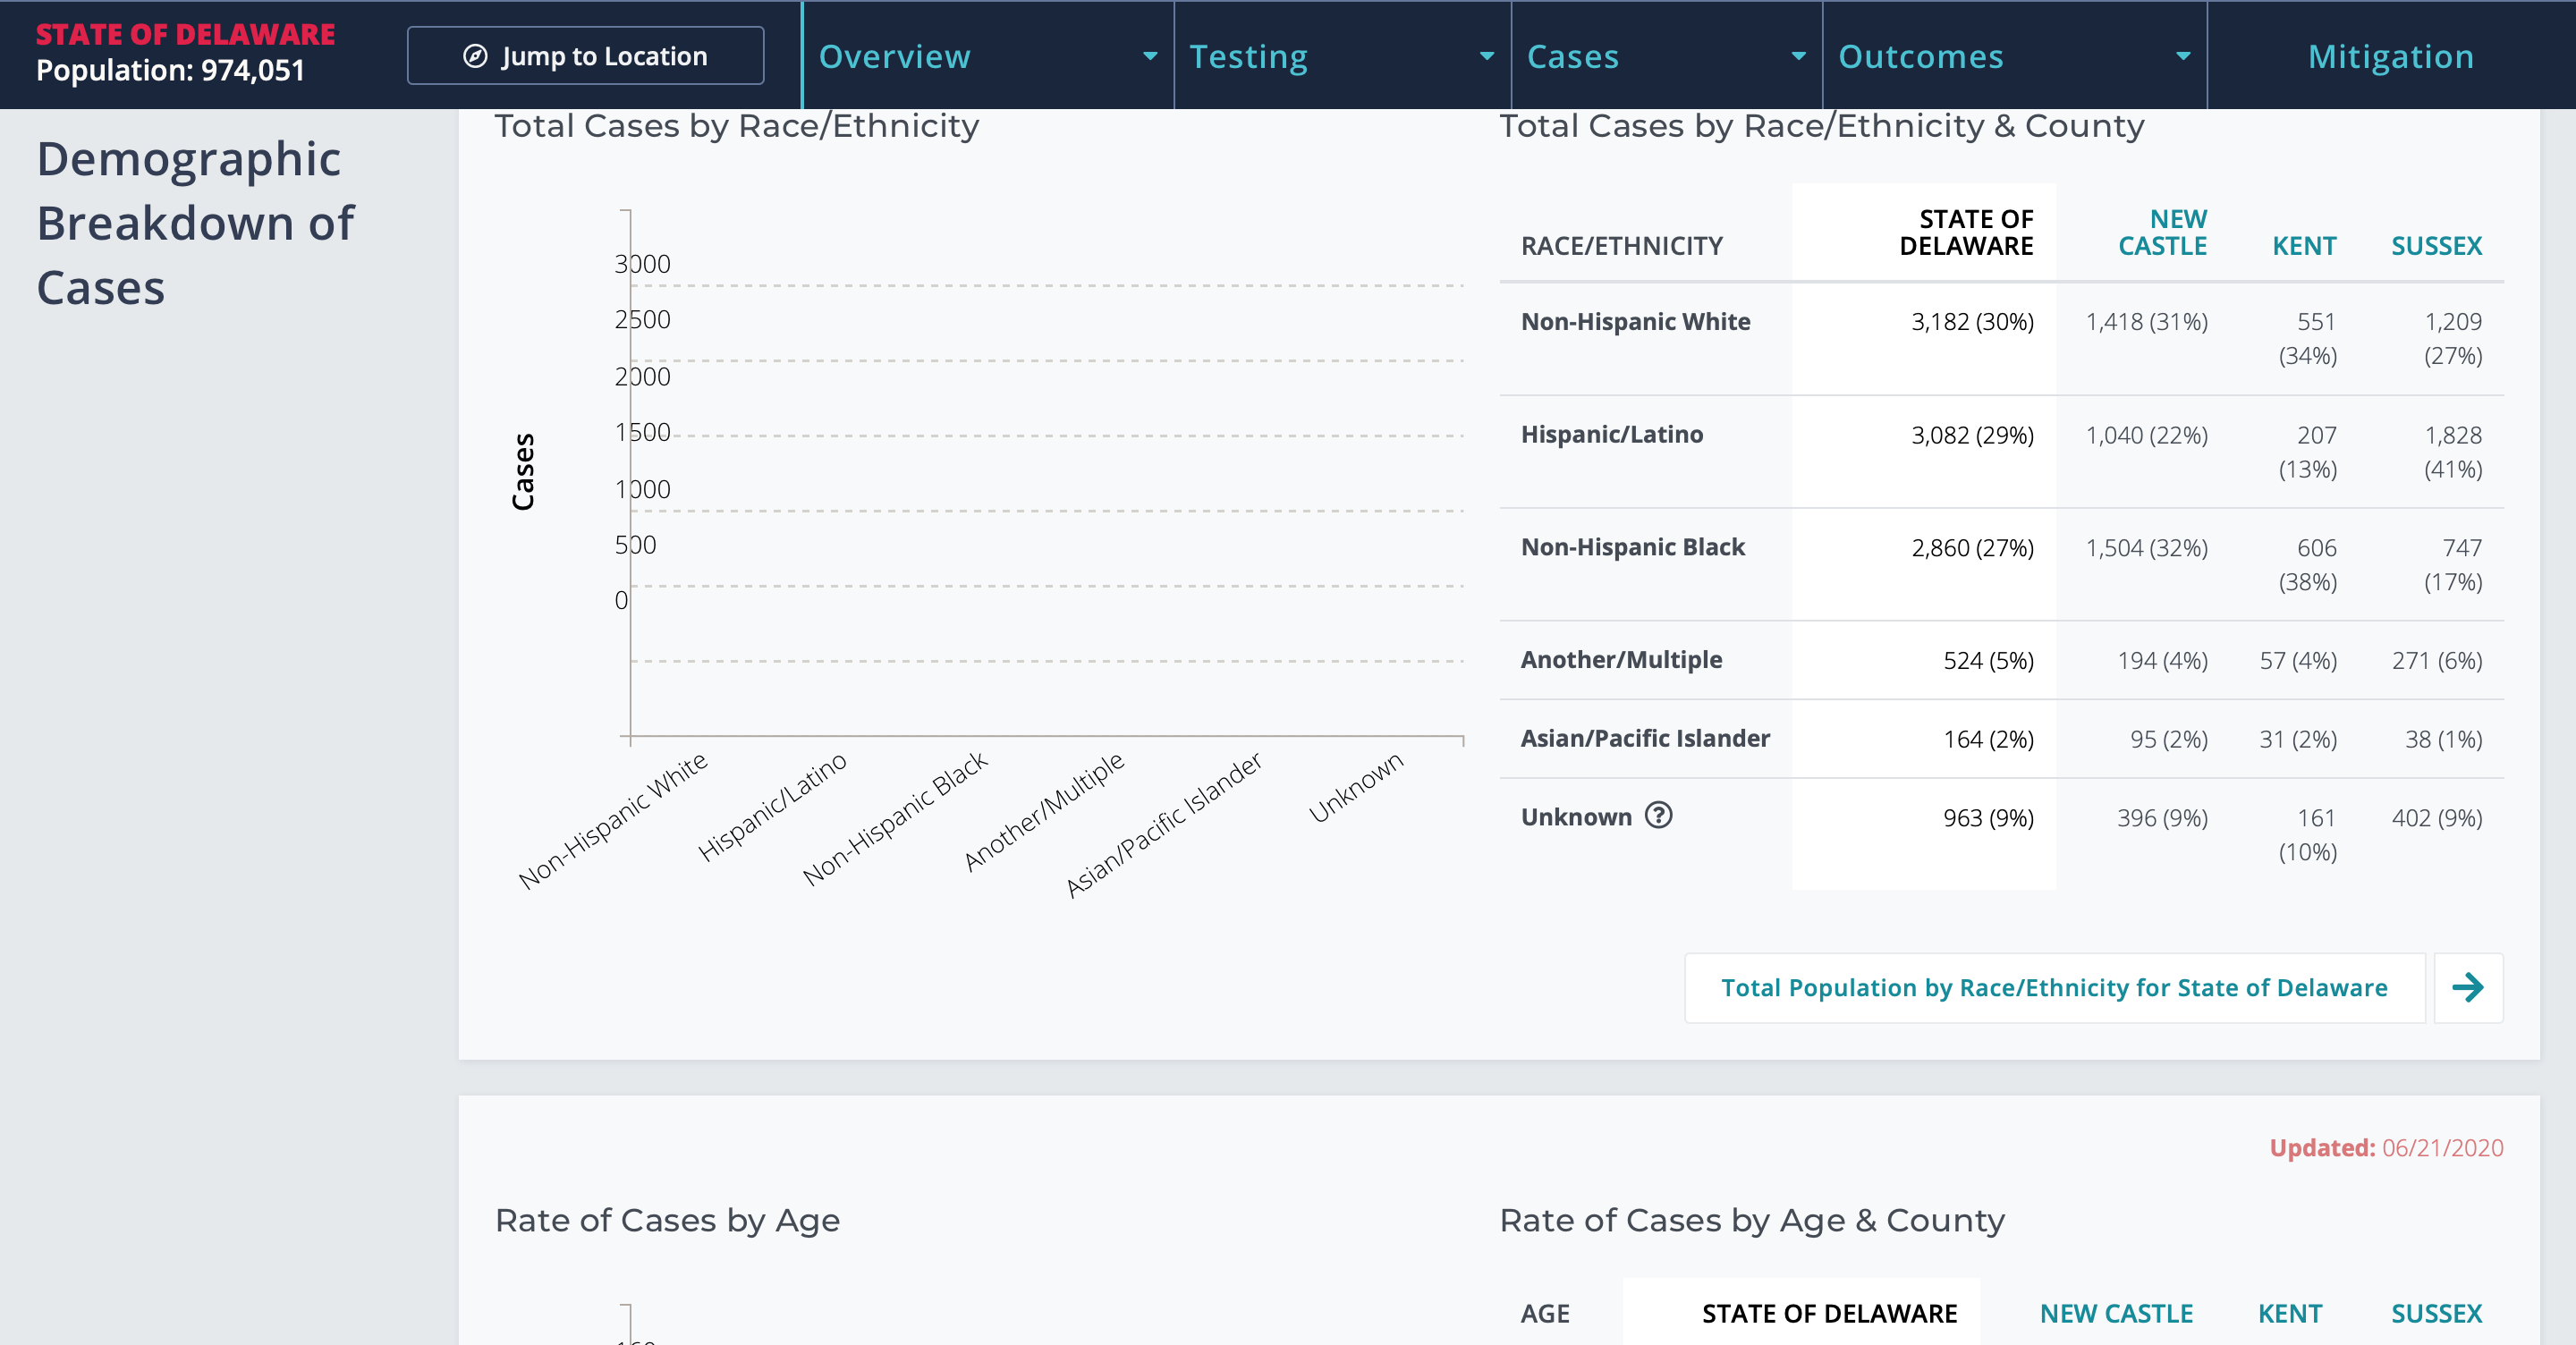 STATE OF DELAWARE
Population: 974,051
Jump to Location
Overview
Testing
Cases
Outcomes
Mitigation
Demographic
Breakdown of
Cases
Total Cases by Race/Ethnicity
Cases
3000
2500
2000
1500
1000
500
0
Non-Hispanic White
Hispanic/Latino
Non-Hispanic Black
Another/Multiple
Asian/Pacific Islander
Unknown
Total Cases by Race/Ethnicity & County
RACE/ETHNICITY STATE OF DELAWARE NEW CASTLE KENT SUSSEX
Non-Hispanic White 3,182 (30%) 1,418 (31%) 551 (34%) 1,209 (27%)
Hispanic/Latino 3,082 (29%) 1,040 (22%) 207 (13%) 1,828 (41%)
Non-Hispanic Black 2,860 (27%) 1,504 (32%) 606 (38%) 747 (17%)
Another/Multiple 524 (5%) 194 (4%) 57 (4%) 271 (6%)
Asian/Pacific Islander 164 (2%) 95 (2%) 31 (2%) 38 (1%)
Unknown ? 963 (9%) 396 (9%) 161 (10%) 402 (9%)
Total Population by Race/Ethnicity for State of Delaware
Updated: 06/21/2020
Rate of Cases by Age
Rate of Cases by Age & County
AGE STATE OF DELAWARE NEW CASTLE KENT SUSSEX